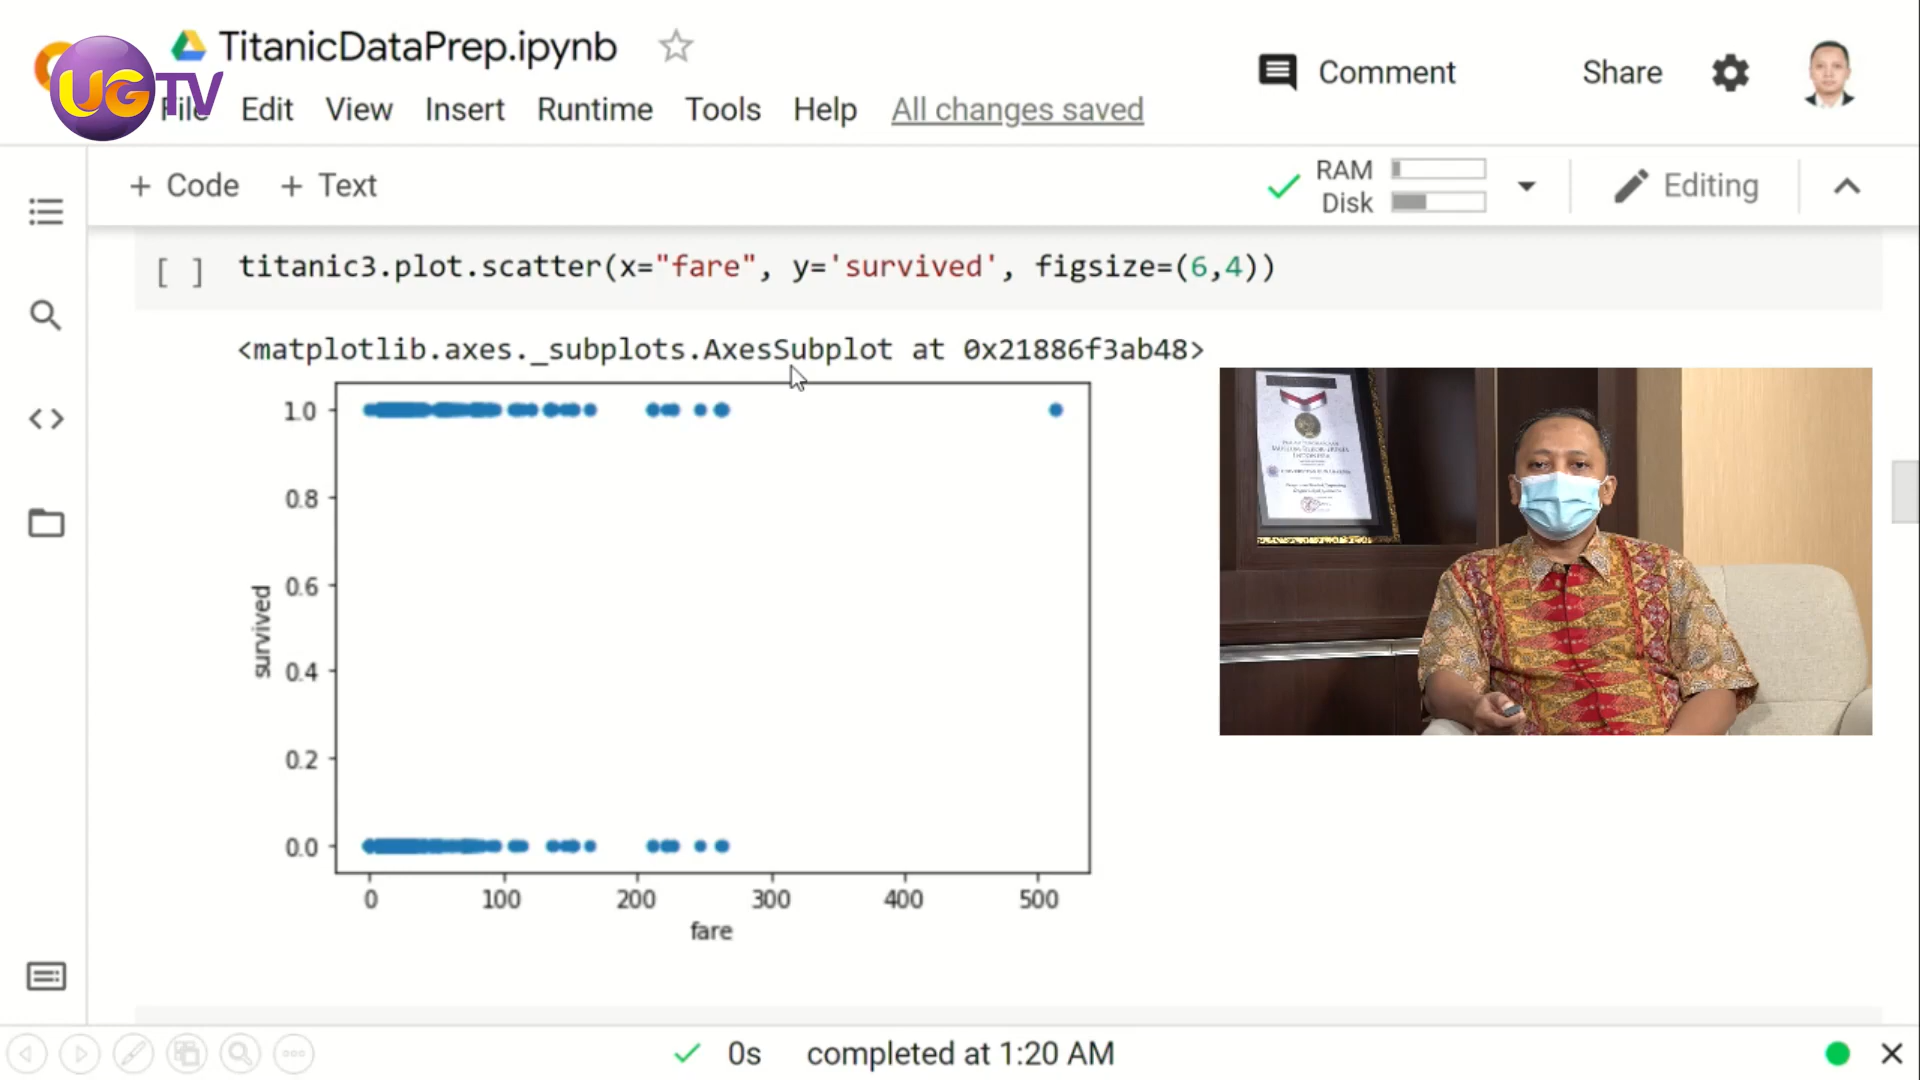 TitanicDataPrep.ipynb
UGTV
File Edit View Insert Runtime Tools Help All changes saved
Comment
Share
+ Code + Text
RAM
Disk
Editing
[ ] titanic3.plot.scatter(x="fare", y='survived', figsize=(6,4))
<matplotlib.axes._subplots.AxesSubplot at 0x21886f3ab48>
1.0
0.8
0.6
0.4
0.2
0.0
survived
0 100 200 300 400 500
fare
0s completed at 1:20 AM